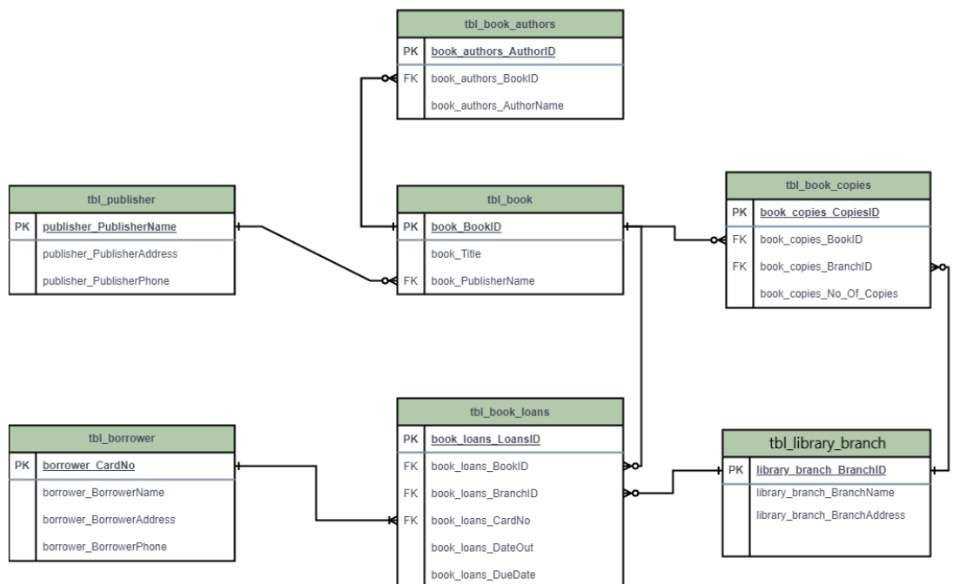 tbl_book_authors
PK book_authors_AuthorID
FK book_authors_BookID
book_authors_AuthorName
tbl_publisher
PK publisher_PublisherName
publisher_PublisherAddress
publisher_PublisherPhone
tbl_book
PK book_BookID
book_Title
FK book_PublisherName
tbl_book_copies
PK book_copies_CopiesID
FK book_copies_BookID
FK book_copies_BranchID
book_copies_No_Of_Copies
tbl_borrower
PK borrower_CardNo
borrower_BorrowerName
borrower_BorrowerAddress
borrower_BorrowerPhone
tbl_book_loans
PK book_loans_LoansID
FK book_loans_BookID
FK book_loans_BranchID
FK book_loans_CardNo
book_loans_DateOut
book_loans_DueDate
tbl_library_branch
PK library_branch_BranchID
library_branch_BranchName
library_branch_BranchAddress